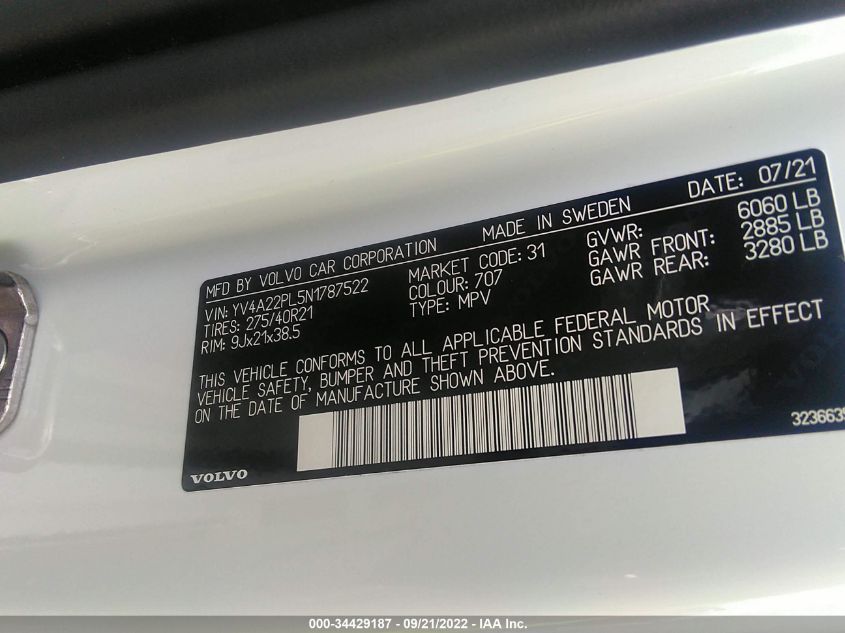 MFD BY VOLVO CAR CORPORATION MADE IN SWEDEN DATE: 07/21
VIN: YV4A22PL5N1787522 MARKET CODE: 31 GVWR: 6060 LB
TIRES: 275/40R21 COLOUR: 707 GAWR FRONT: 2885 LB
RIM: 9Jx21x38.5 TYPE: MPV GAWR REAR: 3280 LB
THIS VEHICLE CONFORMS TO ALL APPLICABLE FEDERAL MOTOR
VEHICLE SAFETY, BUMPER AND THEFT PREVENTION STANDARDS IN EFFECT
ON THE DATE OF MANUFACTURE SHOWN ABOVE.
VOLVO
000-34429187 - 09/21/2022 - IAA Inc.